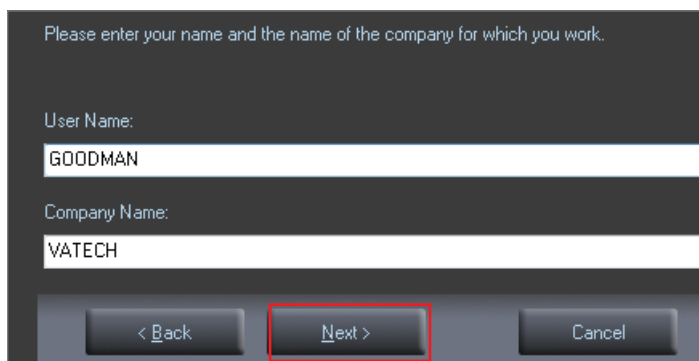 Please enter your name and the name of the company for which you work.
User Name:
GOODMAN
Company Name:
VATECH
< Back Next > Cancel